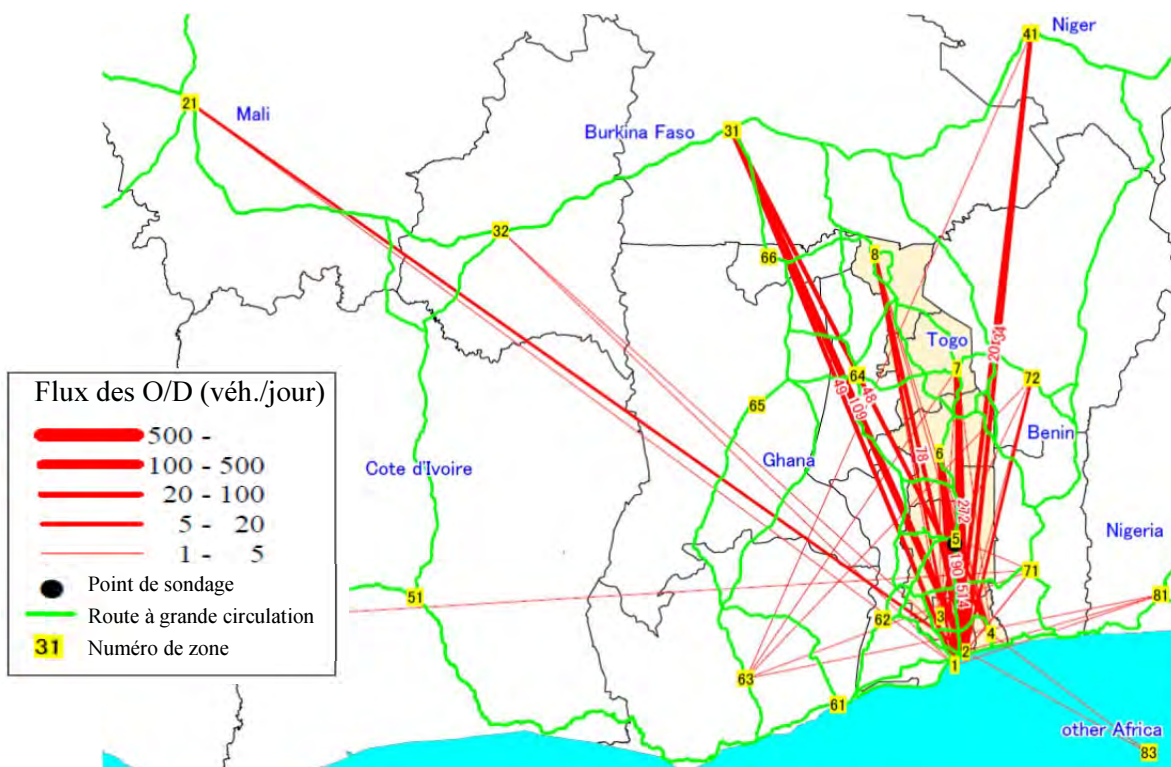 Niger
41
21
Mali
Burkina Faso
31
32
66
8
Togo
20
34
7
72
64
48
49
109
65
Benin
Cote d'Ivoire
Ghana
78
6
272
5
Nigeria
190
71
51
514
81
62
3
4
2
1
63
61
other Africa
83
Flux des O/D (véh./jour)
500 -
100 - 500
20 - 100
5 - 20
1 - 5
Point de sondage
Route à grande circulation
31 Numéro de zone